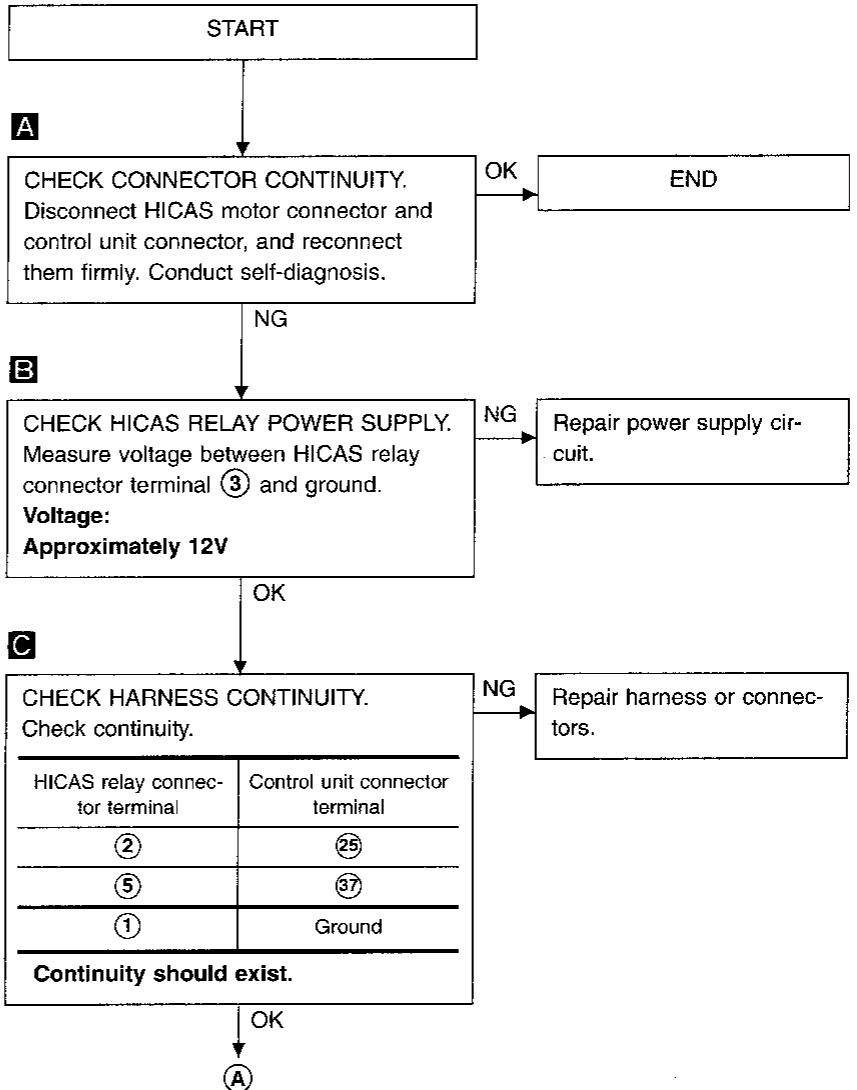 START
A
CHECK CONNECTOR CONTINUITY.
Disconnect HICAS motor connector and
control unit connector, and reconnect
them firmly. Conduct self-diagnosis.
OK
END
NG
B
CHECK HICAS RELAY POWER SUPPLY.
Measure voltage between HICAS relay
connector terminal ③ and ground.
Voltage:
Approximately 12V
NG
Repair power supply cir-
cuit.
OK
C
CHECK HARNESS CONTINUITY.
Check continuity.
NG
Repair harness or connec-
tors.
HICAS relay connec-
tor terminal
Control unit connector
terminal
② ㉕
⑤ ㊲
① Ground
Continuity should exist.
OK
Ⓐ